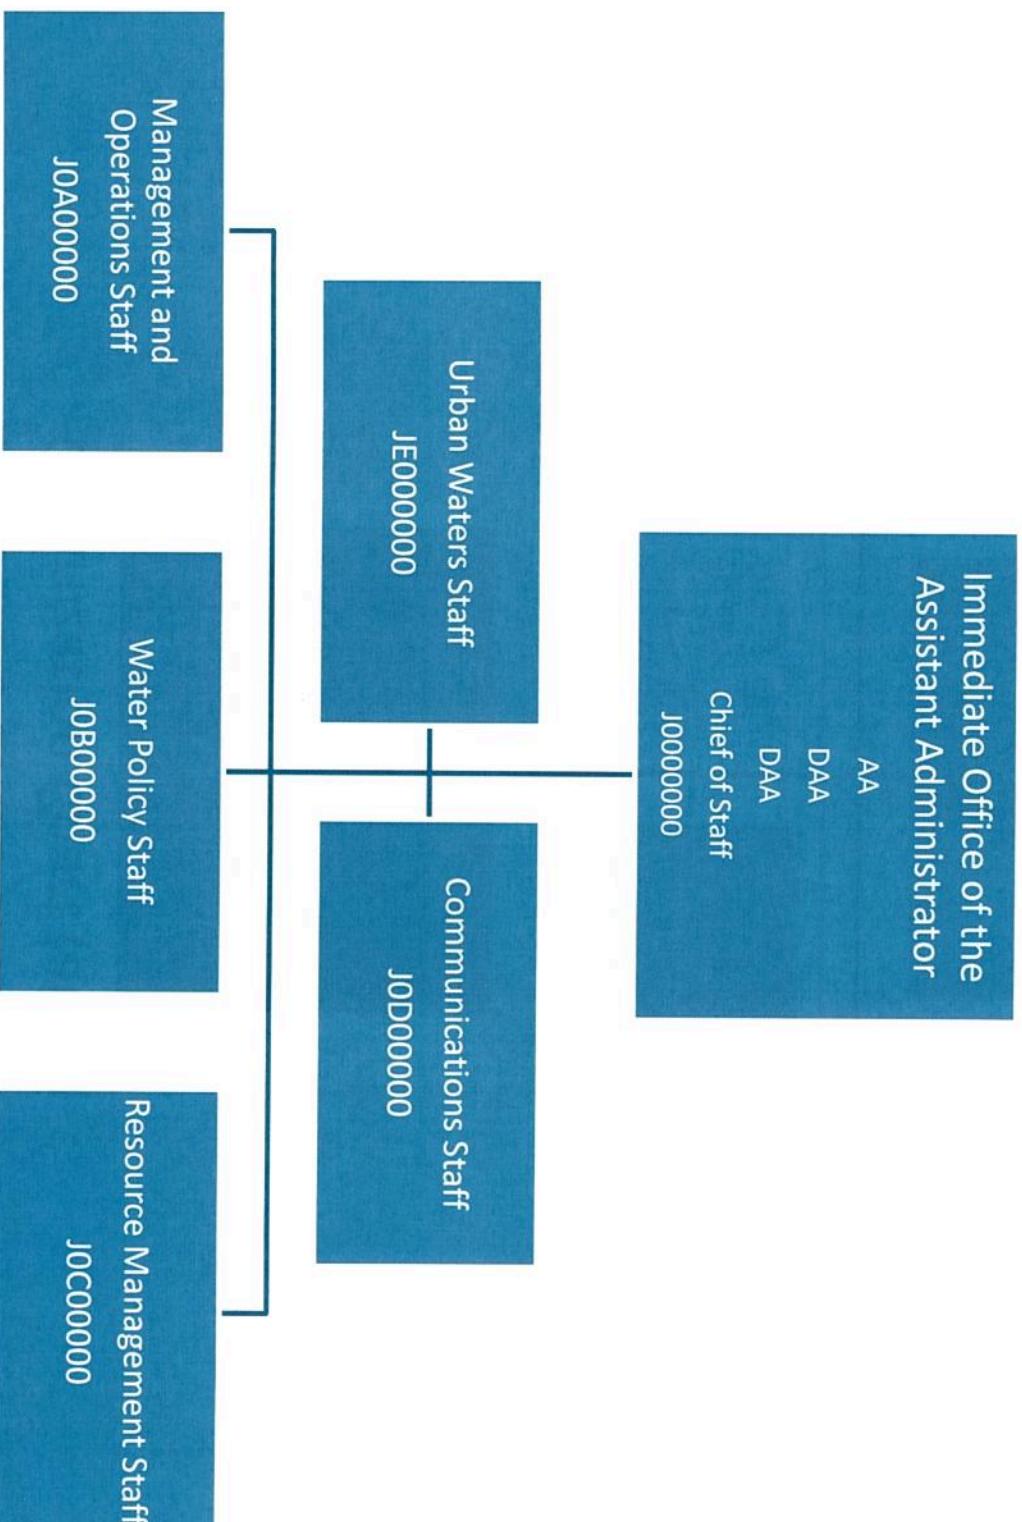 Immediate Office of the
Assistant Administrator
AA
DAA
DAA
Chief of Staff
J0000000
Urban Waters Staff
JE000000
Communications Staff
J0D00000
Management and
Operations Staff
J0A00000
Water Policy Staff
J0B00000
Resource Management Staff
J0C00000